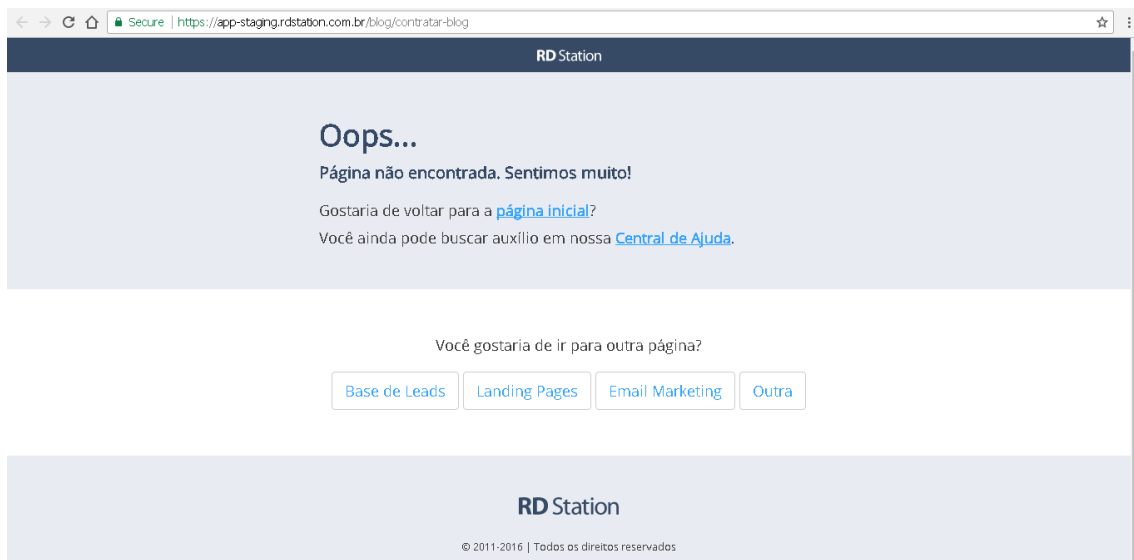 Secure | https://app-staging.rdstation.com.br/blog/contratar-blog
RD Station
Oops...
Página não encontrada. Sentimos muito!
Gostaria de voltar para a página inicial?
Você ainda pode buscar auxílio em nossa Central de Ajuda.
Você gostaria de ir para outra página?
Base de Leads Landing Pages Email Marketing Outra
RD Station
© 2011-2016 | Todos os direitos reservados